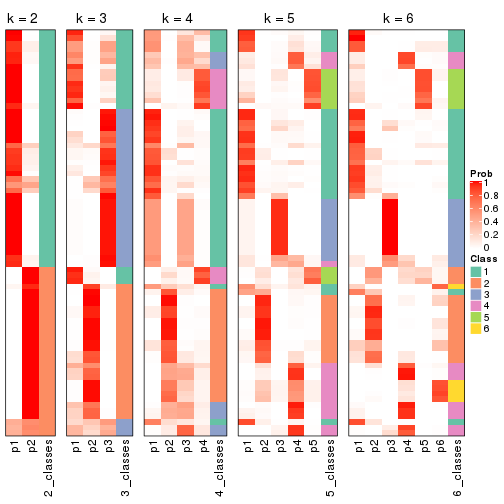 k = 2
k = 3
k = 4
k = 5
k = 6
p1
p2
2_classes
p1
p2
p3
3_classes
p1
p2
p3
p4
4_classes
p1
p2
p3
p4
p5
5_classes
p1
p2
p3
p4
p5
p6
6_classes
Prob
1
0.8
0.6
0.4
0.2
0
Class
1
2
3
4
5
6